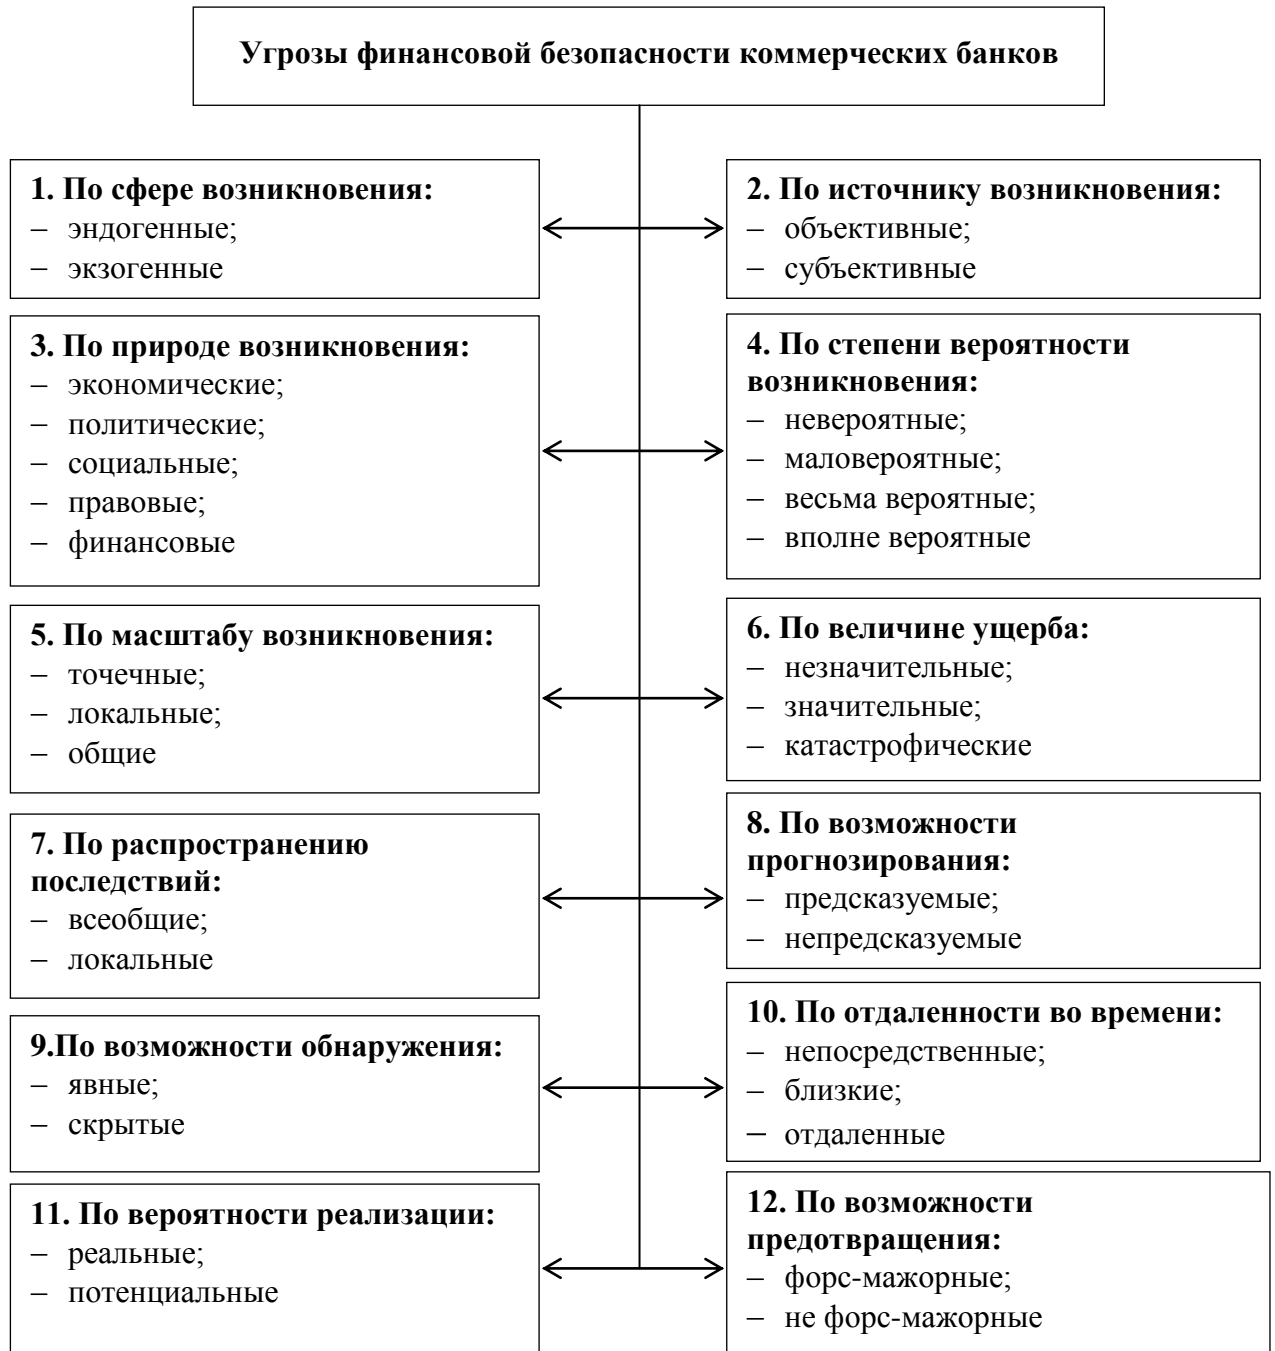 Угрозы финансовой безопасности коммерческих банков
1. По сфере возникновения:
– эндогенные;
– экзогенные
2. По источнику возникновения:
– объективные;
– субъективные
3. По природе возникновения:
– экономические;
– политические;
– социальные;
– правовые;
– финансовые
4. По степени вероятности
возникновения:
– невероятные;
– маловероятные;
– весьма вероятные;
– вполне вероятные
5. По масштабу возникновения:
– точечные;
– локальные;
– общие
6. По величине ущерба:
– незначительные;
– значительные;
– катастрофические
7. По распространению
последствий:
– всеобщие;
– локальные
8. По возможности
прогнозирования:
– предсказуемые;
– непредсказуемые
9.По возможности обнаружения:
– явные;
– скрытые
10. По отдаленности во времени:
– непосредственные;
– близкие;
– отдаленные
11. По вероятности реализации:
– реальные;
– потенциальные
12. По возможности
предотвращения:
– форс-мажорные;
– не форс-мажорные